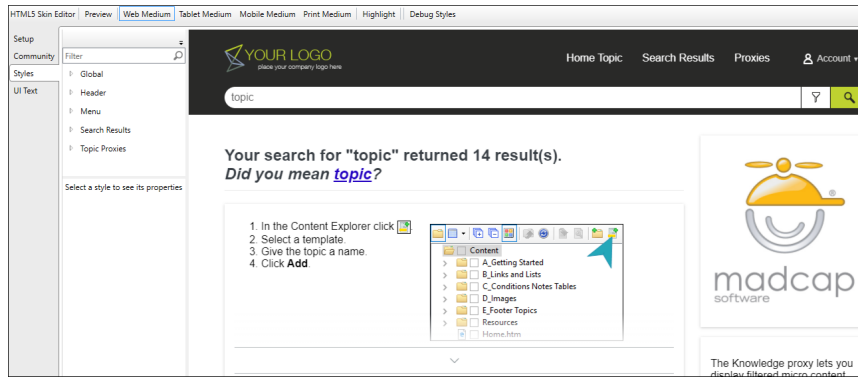 HTML5 Skin Editor Preview Web Medium Tablet Medium Mobile Medium Print Medium Highlight Debug Styles
Setup
Community
Styles
UI Text
Filter
Global
Header
Menu
Search Results
Topic Proxies
Select a style to see its properties
YOUR LOGO
place your company logo here
Home Topic Search Results Proxies Account
topic
Your search for "topic" returned 14 result(s).
Did you mean topic?
1. In the Content Explorer click
2. Select a template.
3. Give the topic a name.
4. Click Add.
Content
A_Getting Started
B_Links and Lists
C_Conditions Notes Tables
D_Images
E_Footer Topics
Resources
Home.htm
®
madcap
software
The Knowledge proxy lets you
display filtered micro content